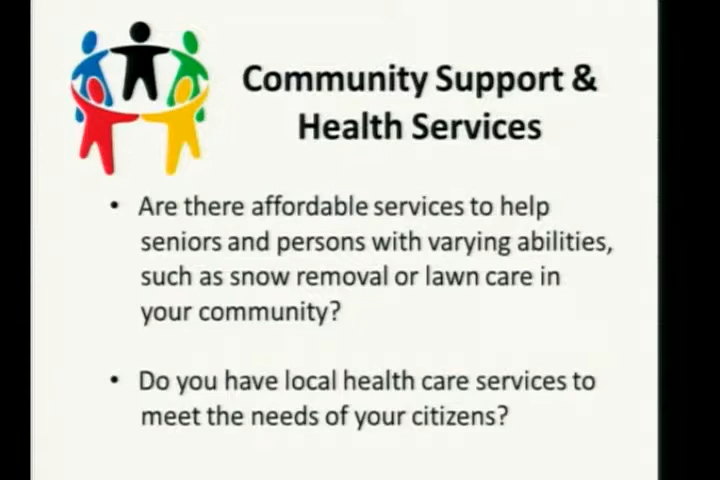 Community Support &
Health Services
• Are there affordable services to help
seniors and persons with varying abilities,
such as snow removal or lawn care in
your community?
• Do you have local health care services to
meet the needs of your citizens?